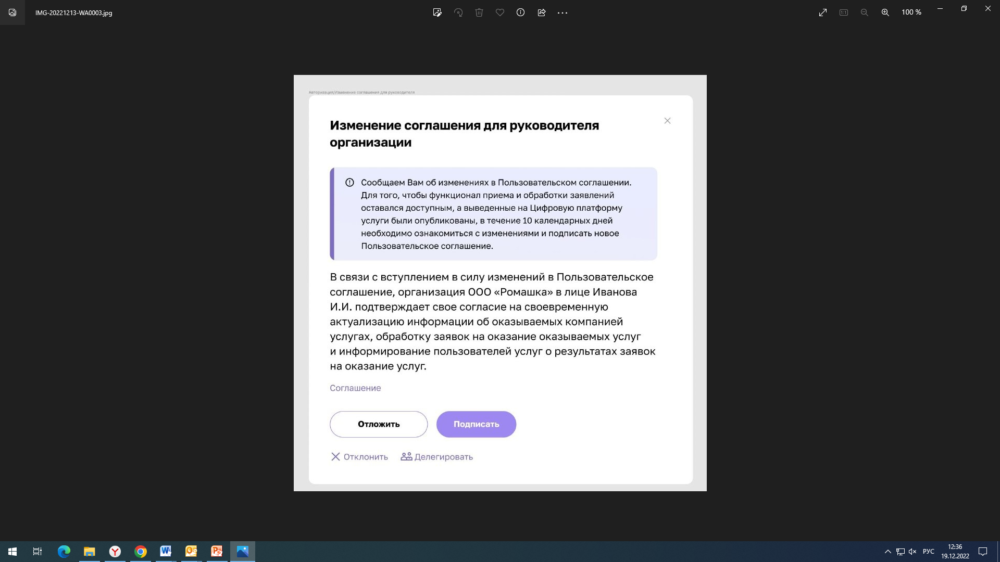 IMG-20221213-WA0003.jpg
100 %
Авторизация/Изменение соглашения для руководителя
Изменение соглашения для руководителя
организации
Сообщаем Вам об изменениях в Пользовательском соглашении.
Для того, чтобы функционал приема и обработки заявлений
оставался доступным, а выведенные на Цифровую платформу
услуги были опубликованы, в течение 10 календарных дней
необходимо ознакомиться с изменениями и подписать новое
Пользовательское соглашение.
В связи с вступлением в силу изменений в Пользовательское
соглашение, организация ООО «Ромашка» в лице Иванова
И.И. подтверждает свое согласие на своевременную
актуализацию информации об оказываемых компанией
услугах, обработку заявок на оказание оказываемых услуг
и информирование пользователей услуг о результатах заявок
на оказание услуг.
Соглашение
Отложить
Подписать
Отклонить
Делегировать
РУС
12:36
19.12.2022